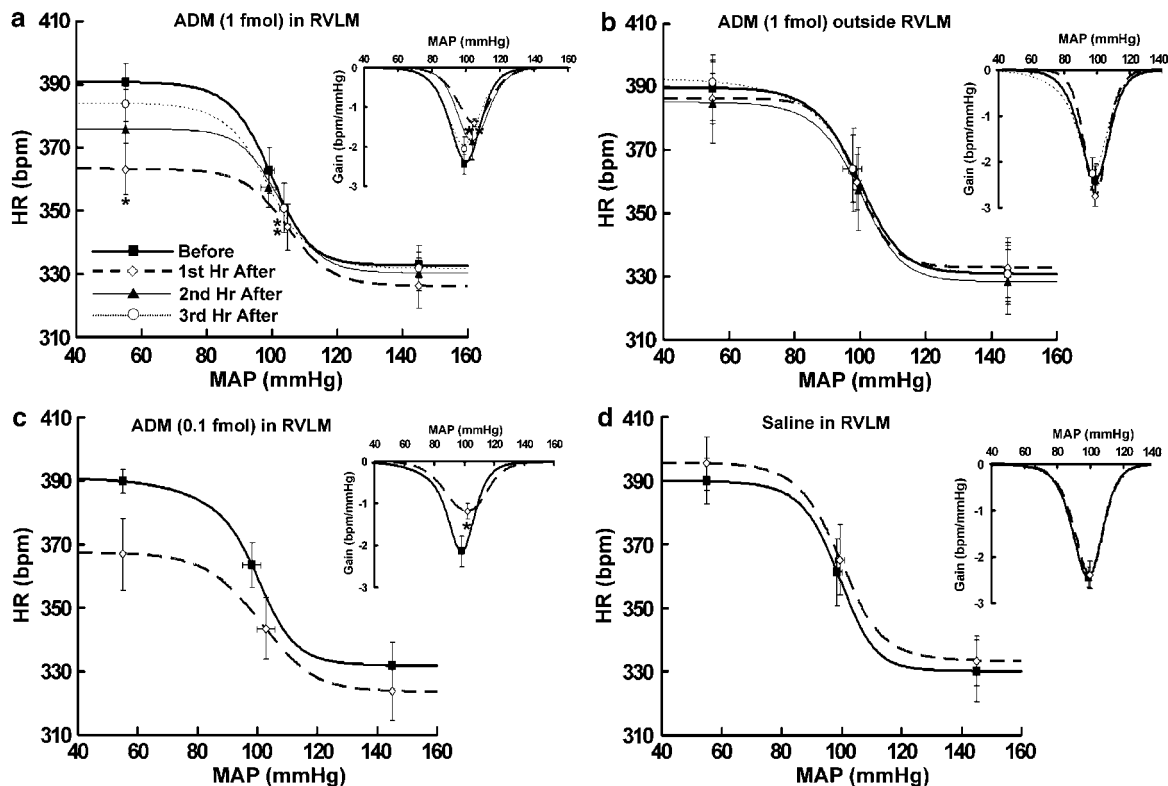 a
ADM (1 fmol) in RVLM
410
390
370
350
330
310
HR (bpm)
40 60 80 100 120 140 160
MAP (mmHg)
Before
1st Hr After
2nd Hr After
3rd Hr After
*
*
*
MAP (mmHg)
40 60 80 100 120 140 160
0
-1
-2
-3
Gain (bpm/mmHg)
* *
b
ADM (1 fmol) outside RVLM
410
390
370
350
330
310
HR (bpm)
40 60 80 100 120 140 160
MAP (mmHg)
MAP (mmHg)
40 60 80 100 120 140
0
-1
-2
-3
Gain (bpm/mmHg)
c
ADM (0.1 fmol) in RVLM
410
390
370
350
330
310
HR (bpm)
40 60 80 100 120 140 160
MAP (mmHg)
MAP (mmHg)
40 60 80 100 120 140 160
0
-1
-2
-3
Gain (bpm/mmHg)
*
d
Saline in RVLM
410
390
370
350
330
310
HR (bpm)
40 60 80 100 120 140 160
MAP (mmHg)
MAP (mmHg)
40 60 80 100 120 140
0
-1
-2
-3
Gain (bpm/mmHg)